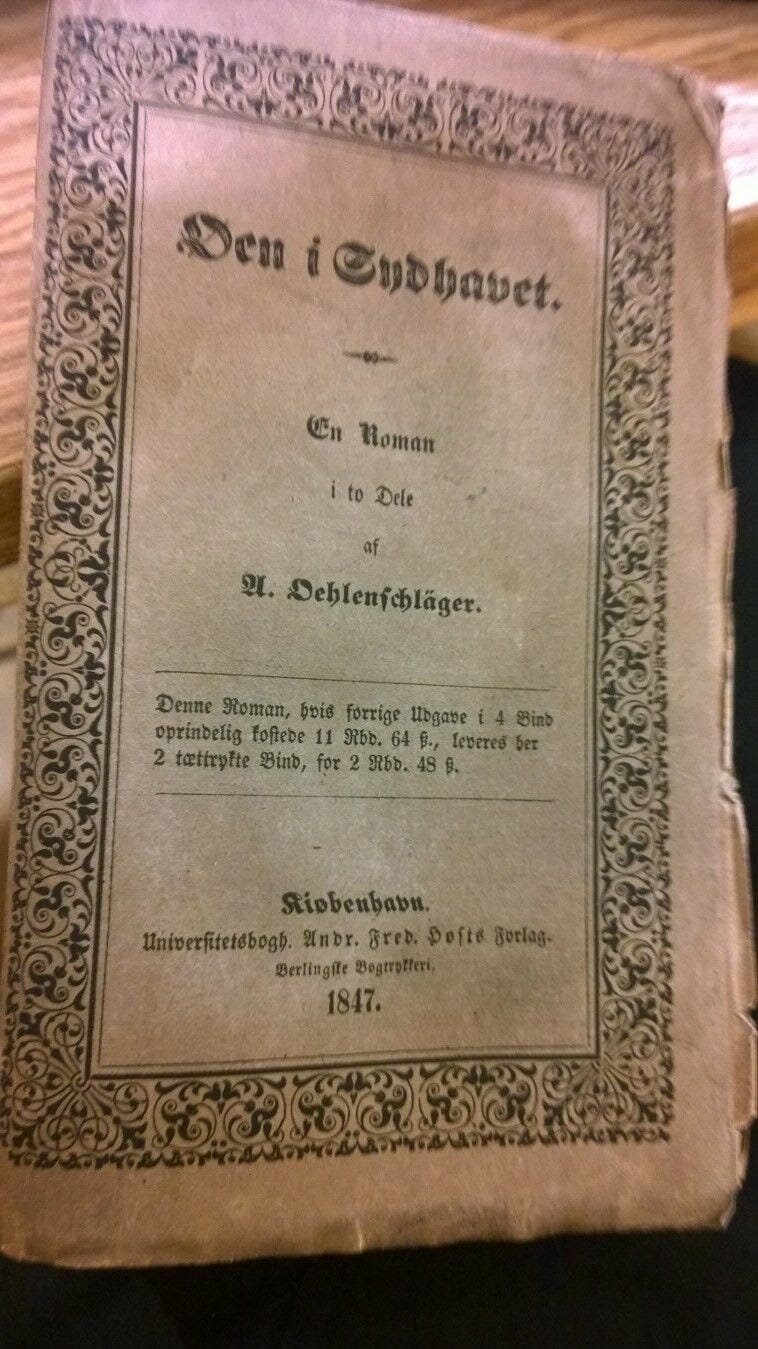 Øen i Sydhavet.
En Roman
i to Dele
af
A. Oehlenschläger.
Denne Roman, hvis forrige Udgave i 4 Bind
oprindelig kostede 11 Rbd. 64 ß., leveres her
2 tættrykte Bind, for 2 Rbd. 48 ß.
Kiøbenhavn.
Universitetsbogh. Andr. Fred. Høsts Forlag.
Berlingske Bogtrykkeri.
1847.